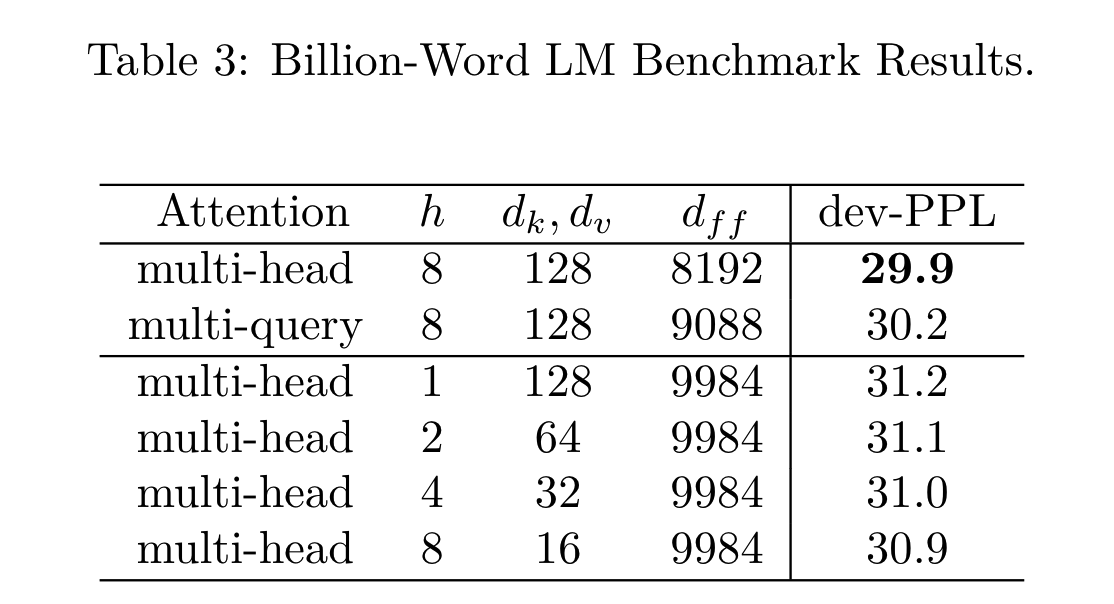 Table 3: Billion-Word LM Benchmark Results.
Attention h d_k, d_v d_ff dev-PPL
multi-head 8 128 8192 29.9
multi-query 8 128 9088 30.2
multi-head 1 128 9984 31.2
multi-head 2 64 9984 31.1
multi-head 4 32 9984 31.0
multi-head 8 16 9984 30.9